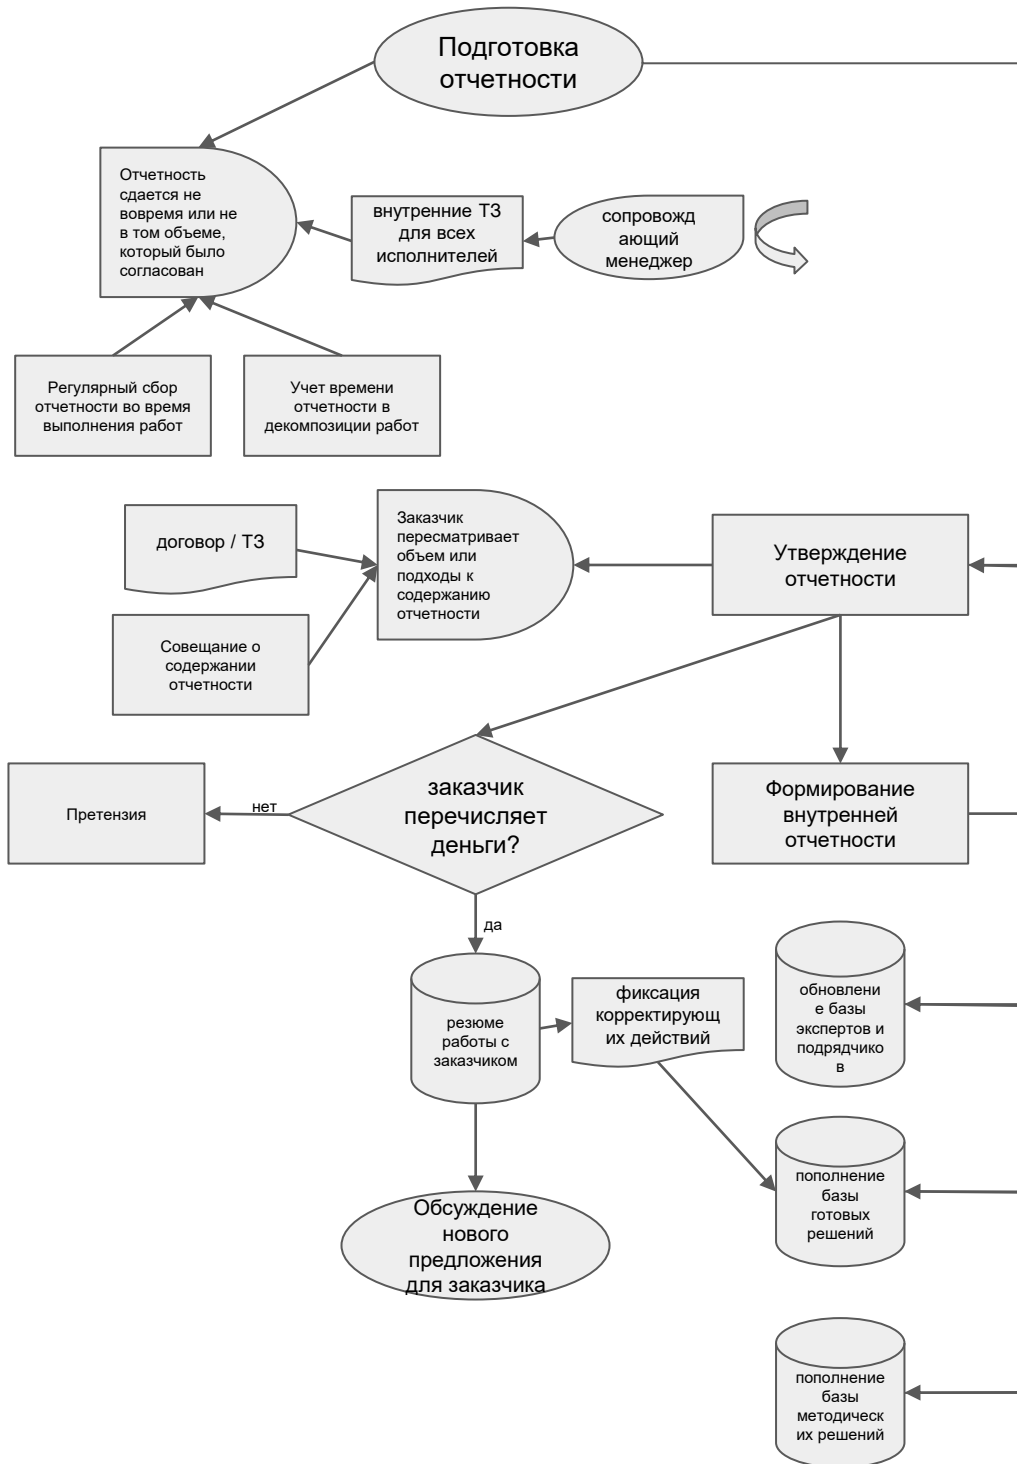 Подготовка
отчетности
Отчетность
сдается не
вовремя или не
в том объеме,
который было
согласован
внутренние ТЗ
для всех
исполнителей
сопровожд
ающий
менеджер
Регулярный сбор
отчетности во время
выполнения работ
Учет времени
отчетности в
декомпозиции работ
договор / ТЗ
Заказчик
пересматривает
объем или
подходы к
содержанию
отчетности
Утверждение
отчетности
Совещание о
содержании
отчетности
Претензия
нет
заказчик
перечисляет
деньги?
Формирование
внутренней
отчетности
да
резюме
работы с
заказчиком
фиксация
корректирующ
их действий
обновлени
е базы
экспертов и
подрядчико
в
пополнение
базы
готовых
решений
Обсуждение
нового
предложения
для заказчика
пополнение
базы
методическ
их решений